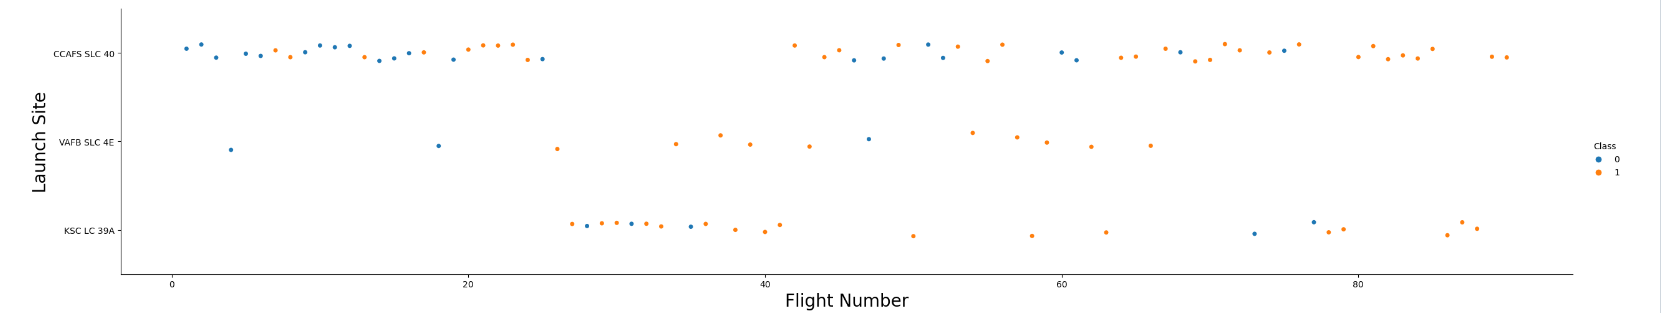 Launch Site
CCAFS SLC 40
VAFB SLC 4E
KSC LC 39A
0 20 40 60 80
Flight Number
Class
0
1